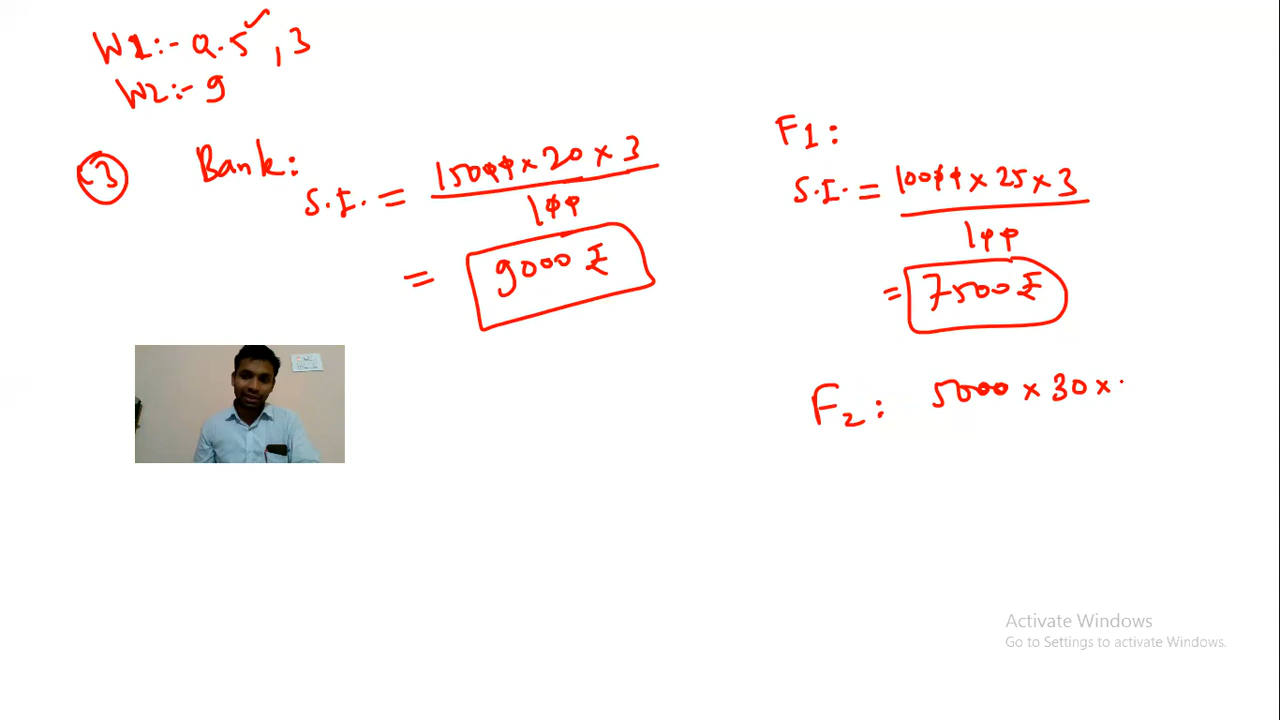 W1:- Q.5 ✓, 3
W2:- 9
(3) Bank:
S.I. = 15000 x 20 x 3
100
= 9000 ₹
F1:
S.I. = 10000 x 25 x 3
100
= 7500 ₹
F2: 5000 x 30 x
Activate Windows
Go to Settings to activate Windows.